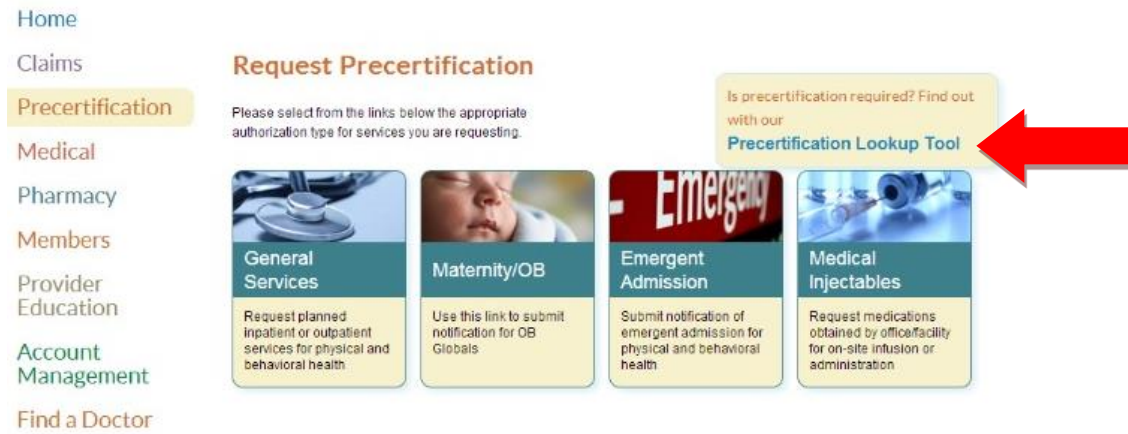 Home
Claims
Precertification
Medical
Pharmacy
Members
Provider
Education
Account
Management
Find a Doctor
Request Precertification
Please select from the links below the appropriate
authorization type for services you are requesting.
Is precertification required? Find out
with our
Precertification Lookup Tool
General
Services
Request planned
inpatient or outpatient
services for physical and
behavioral health
Maternity/OB
Use this link to submit
notification for OB
Globals
Emergency
Emergent
Admission
Submit notification of
emergent admission for
physical and behavioral
health
Medical
Injectables
Request medications
obtained by office/facility
for on-site infusion or
administration